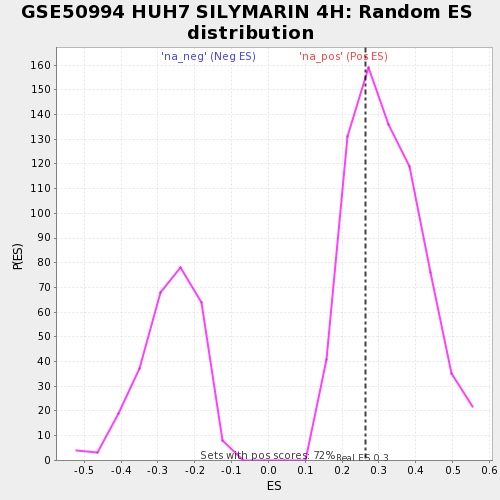 GSE50994 HUH7 SILYMARIN 4H: Random ES
distribution
'na_neg' (Neg ES)
'na_pos' (Pos ES)
160
150
140
130
120
110
100
90
80
70
60
50
40
30
20
10
0
P(ES)
Sets with pos scores: 72%
Real ES 0.3
-0.5 -0.4 -0.3 -0.2 -0.1 0.0 0.1 0.2 0.3 0.4 0.5 0.6
ES